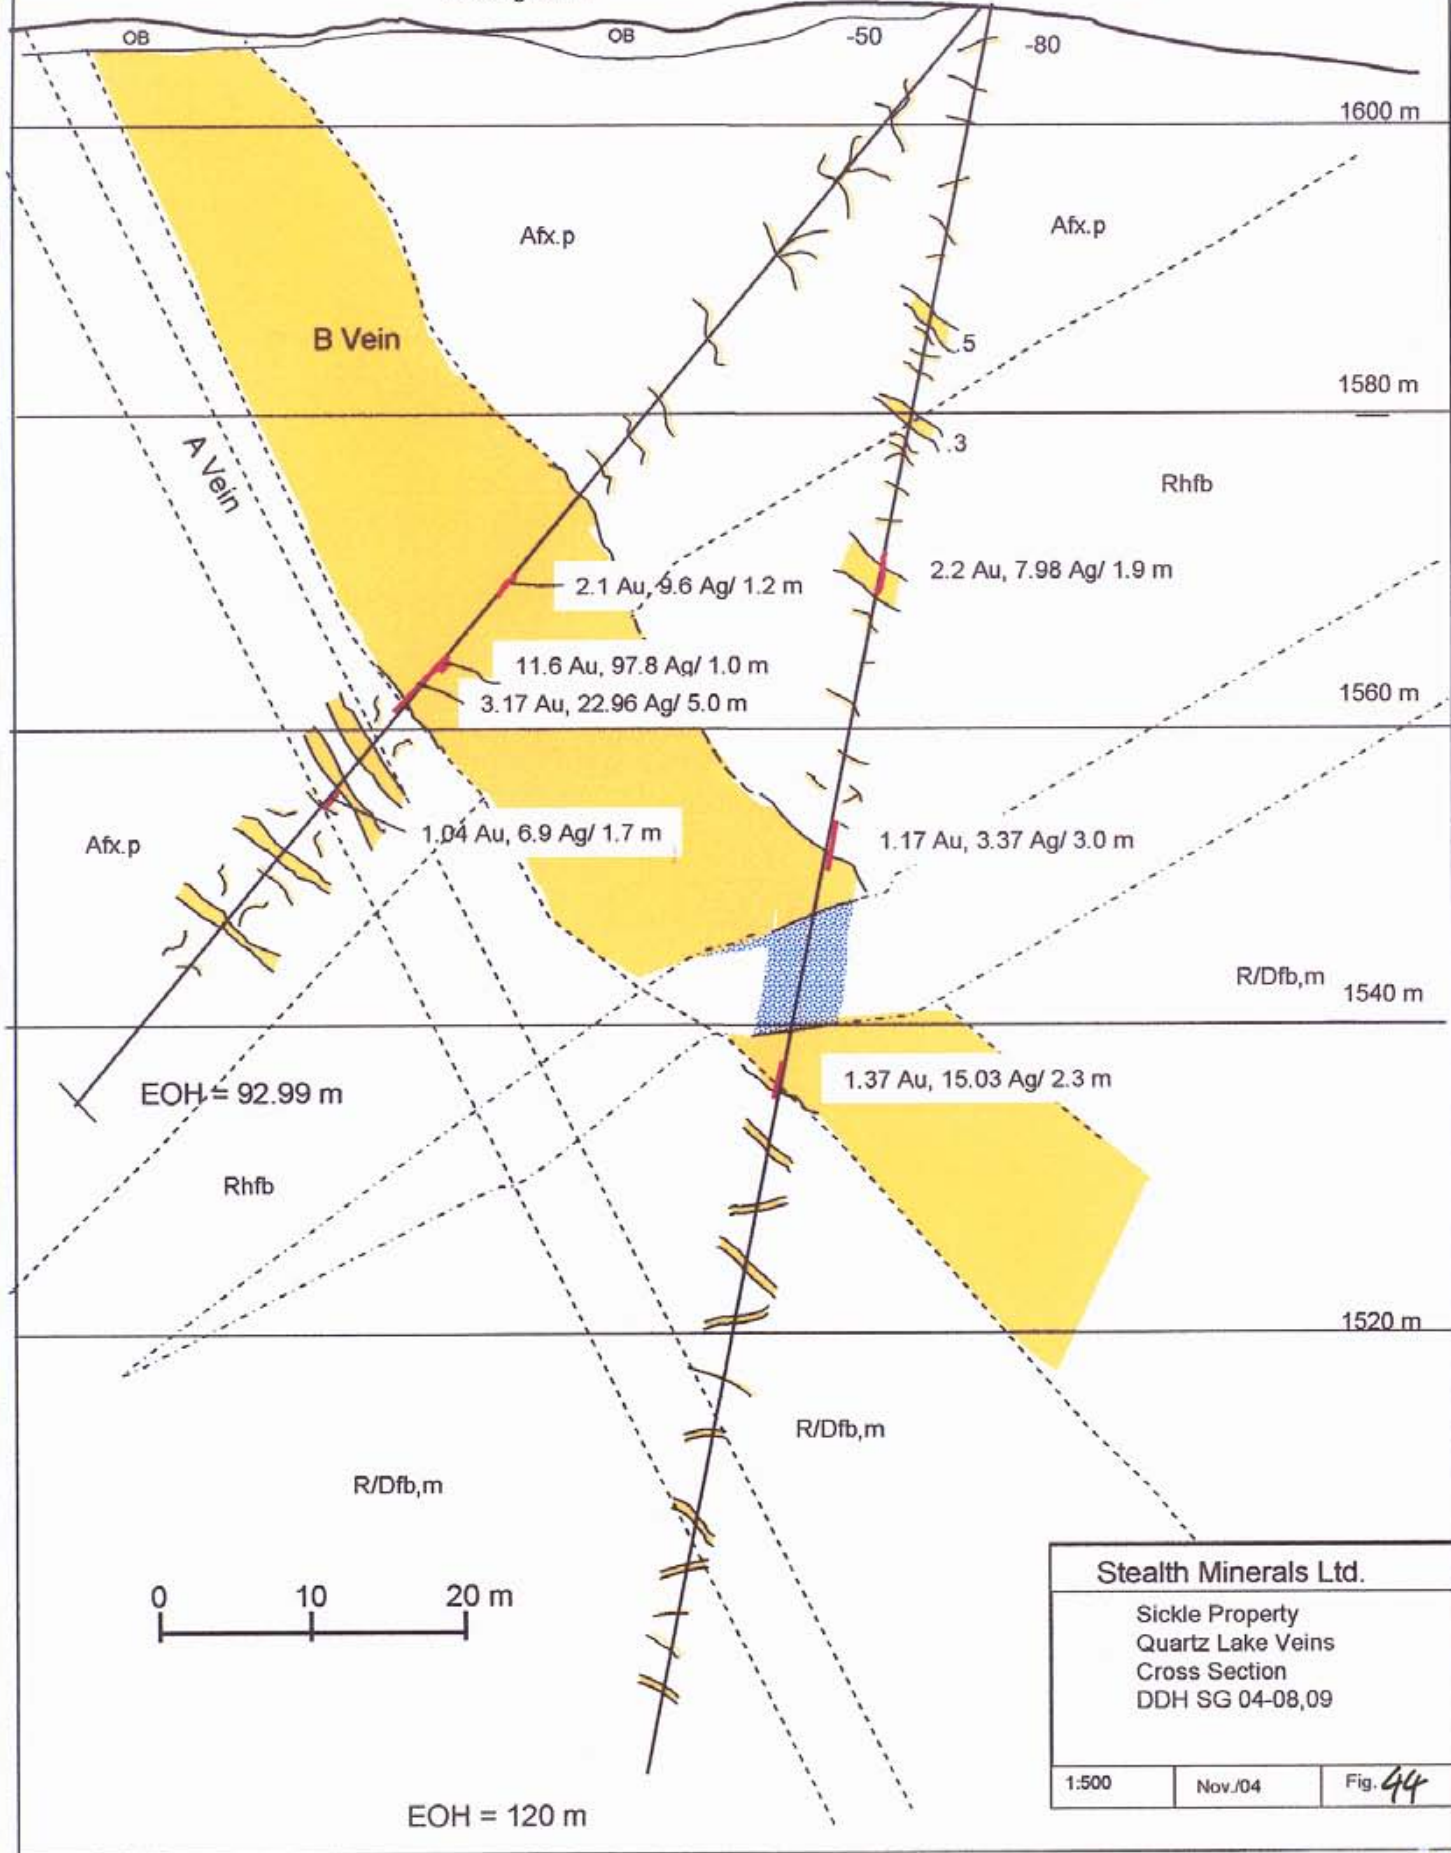 OB
OB
-50
-80
1600 m
Afx.p
Afx.p
B Vein
.5
1580 m
A Vein
.3
Rhfb
2.1 Au, 9.6 Ag/ 1.2 m
2.2 Au, 7.98 Ag/ 1.9 m
11.6 Au, 97.8 Ag/ 1.0 m
3.17 Au, 22.96 Ag/ 5.0 m
1560 m
1.04 Au, 6.9 Ag/ 1.7 m
1.17 Au, 3.37 Ag/ 3.0 m
Afx.p
R/Dfb,m
1540 m
1.37 Au, 15.03 Ag/ 2.3 m
EOH = 92.99 m
Rhfb
1520 m
R/Dfb,m
R/Dfb,m
0 10 20 m
Stealth Minerals Ltd.
Sickle Property
Quartz Lake Veins
Cross Section
DDH SG 04-08,09
1:500
Nov./04
Fig. 44
EOH = 120 m